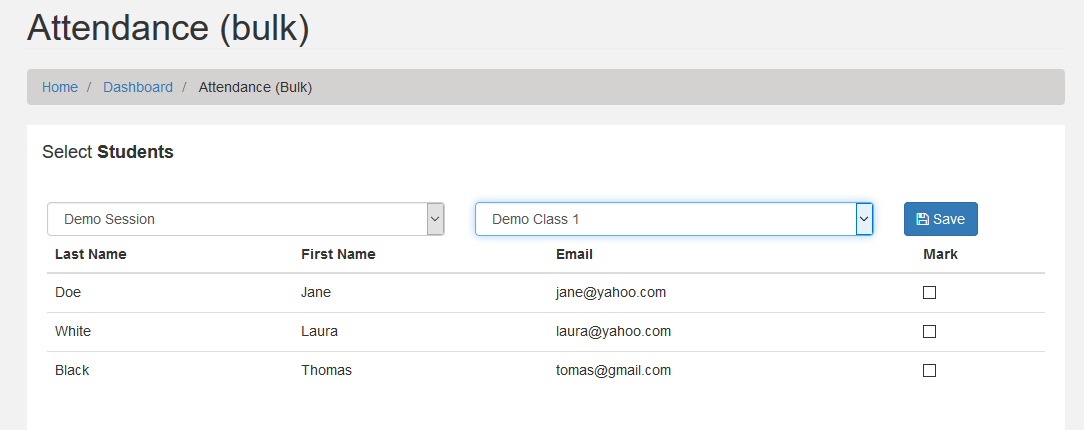 Attendance (bulk)
Home / Dashboard / Attendance (Bulk)
Select Students
Demo Session Demo Class 1 Save
Last Name First Name Email Mark
Doe Jane jane@yahoo.com
White Laura laura@yahoo.com
Black Thomas tomas@gmail.com